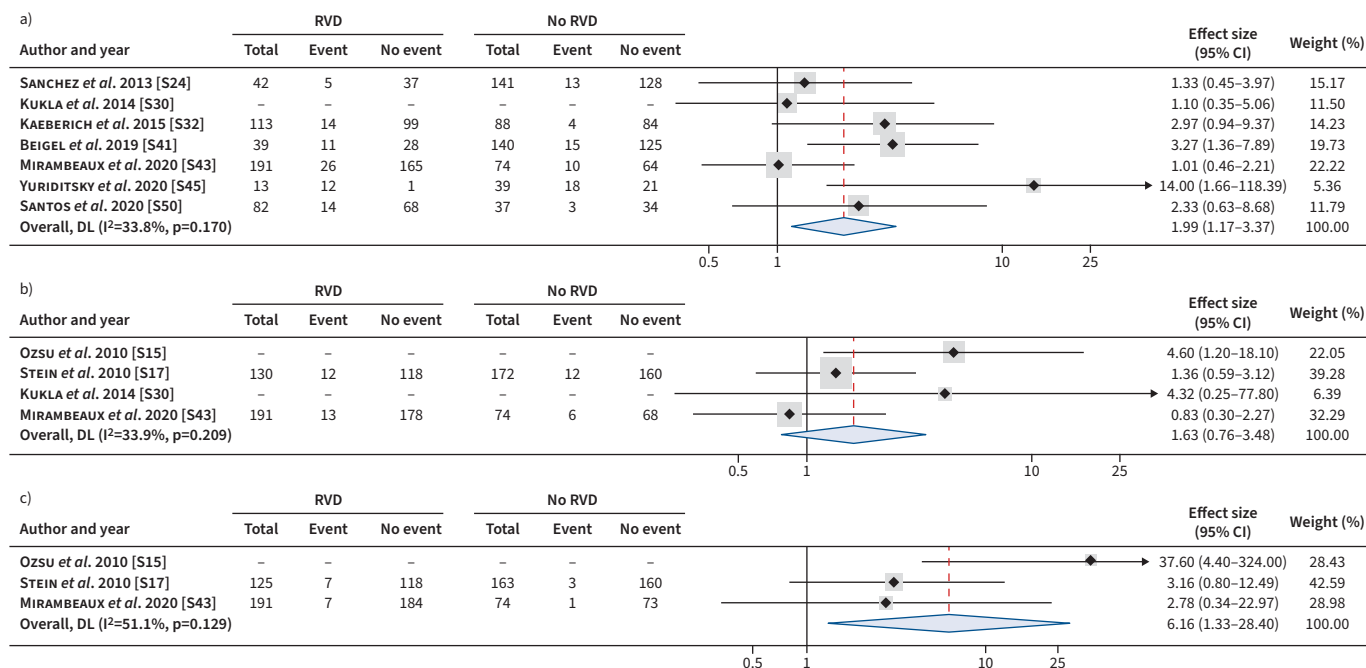 a)
RVD No RVD
Author and year Total Event No event Total Event No event Effect size (95% CI) Weight (%)
SANCHEZ et al. 2013 [S24] 42 5 37 141 13 128 1.33 (0.45–3.97) 15.17
KUKLA et al. 2014 [S30] – – – – – – 1.10 (0.35–5.06) 11.50
KAEBERICH et al. 2015 [S32] 113 14 99 88 4 84 2.97 (0.94–9.37) 14.23
BEIGEL et al. 2019 [S41] 39 11 28 140 15 125 3.27 (1.36–7.89) 19.73
MIRAMBEAUX et al. 2020 [S43] 191 26 165 74 10 64 1.01 (0.46–2.21) 22.22
YURIDITSKY et al. 2020 [S45] 13 12 1 39 18 21 14.00 (1.66–118.39) 5.36
SANTOS et al. 2020 [S50] 82 14 68 37 3 34 2.33 (0.63–8.68) 11.79
Overall, DL (I²=33.8%, p=0.170) 1.99 (1.17–3.37) 100.00
0.5 1 10 25
b)
RVD No RVD
Author and year Total Event No event Total Event No event Effect size (95% CI) Weight (%)
OZSU et al. 2010 [S15] – – – – – – 4.60 (1.20–18.10) 22.05
STEIN et al. 2010 [S17] 130 12 118 172 12 160 1.36 (0.59–3.12) 39.28
KUKLA et al. 2014 [S30] – – – – – – 4.32 (0.25–77.80) 6.39
MIRAMBEAUX et al. 2020 [S43] 191 13 178 74 6 68 0.83 (0.30–2.27) 32.29
Overall, DL (I²=33.9%, p=0.209) 1.63 (0.76–3.48) 100.00
0.5 1 10 25
c)
RVD No RVD
Author and year Total Event No event Total Event No event Effect size (95% CI) Weight (%)
OZSU et al. 2010 [S15] – – – – – – 37.60 (4.40–324.00) 28.43
STEIN et al. 2010 [S17] 125 7 118 163 3 160 3.16 (0.80–12.49) 42.59
MIRAMBEAUX et al. 2020 [S43] 191 7 184 74 1 73 2.78 (0.34–22.97) 28.98
Overall, DL (I²=51.1%, p=0.129) 6.16 (1.33–28.40) 100.00
0.5 1 10 25